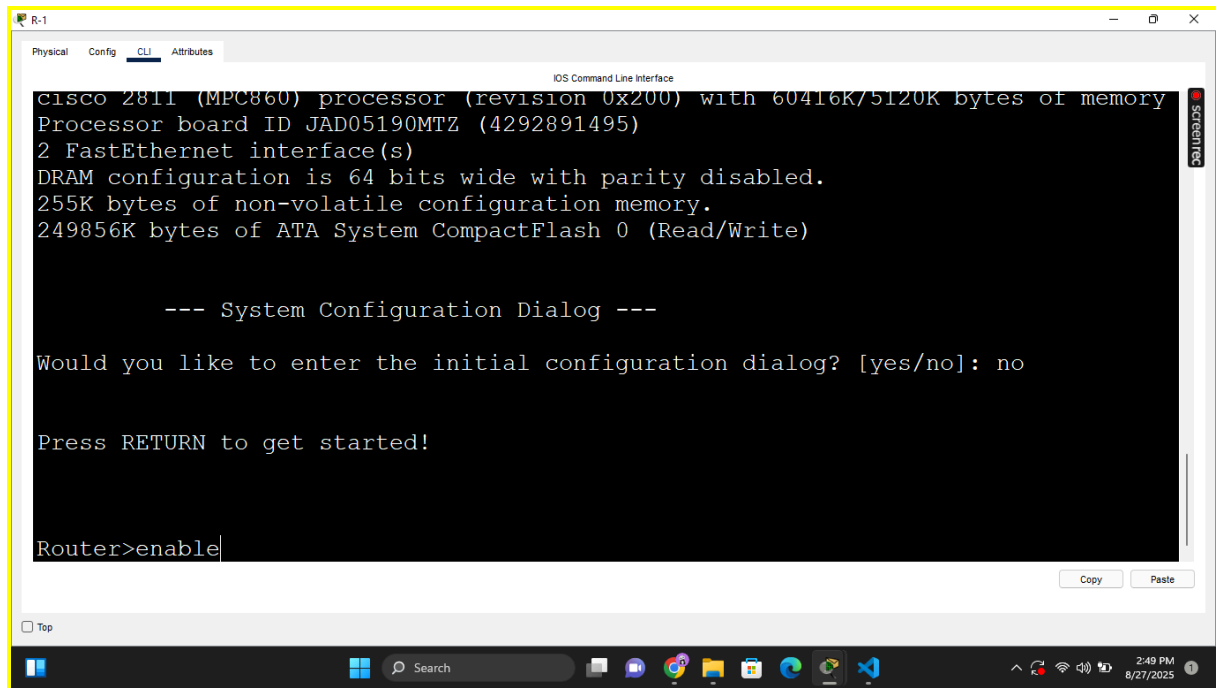 R-1
Physical Config CLI Attributes
IOS Command Line Interface
cisco 2811 (MPC860) processor (revision 0x200) with 60416K/5120K bytes of memory
Processor board ID JAD05190MTZ (4292891495)
2 FastEthernet interface(s)
DRAM configuration is 64 bits wide with parity disabled.
255K bytes of non-volatile configuration memory.
249856K bytes of ATA System CompactFlash 0 (Read/Write)
--- System Configuration Dialog ---
Would you like to enter the initial configuration dialog? [yes/no]: no
Press RETURN to get started!
Router>enable
screenrec
Copy Paste
Top
Search
2:49 PM
8/27/2025
1